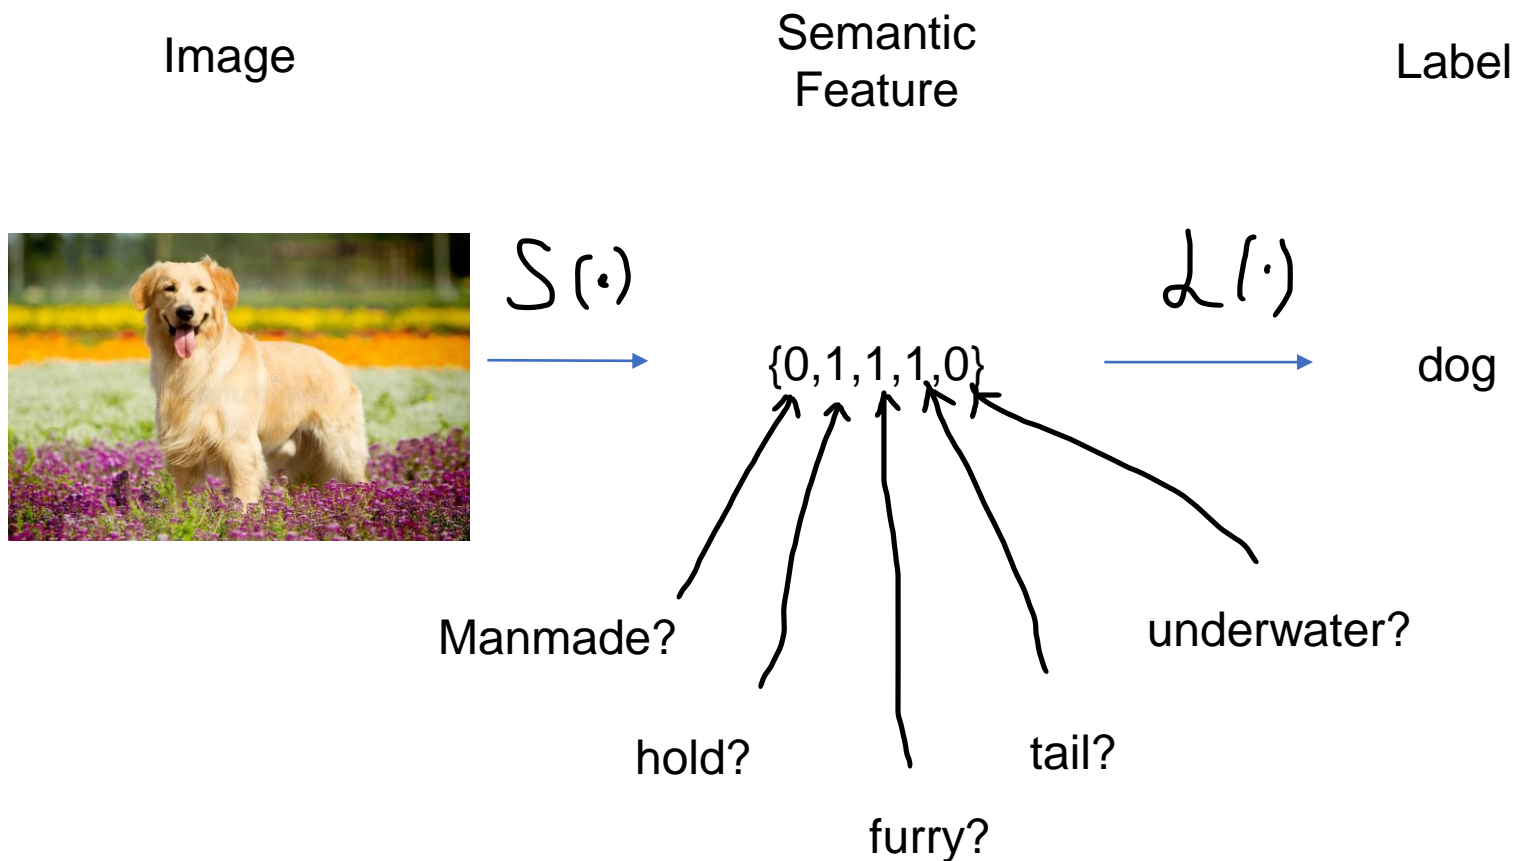 Image
Semantic
Feature
Label
S(·)
L(·)
{0,1,1,1,0}
dog
Manmade?
underwater?
hold?
tail?
furry?